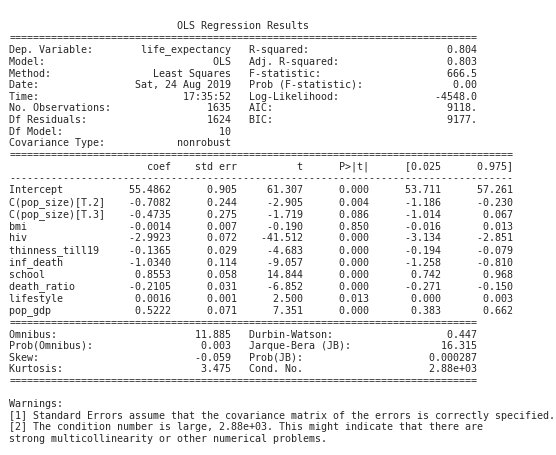 OLS Regression Results
==============================================================================
Dep. Variable:        life_expectancy   R-squared:                       0.804
Model:                            OLS   Adj. R-squared:                  0.803
Method:                 Least Squares   F-statistic:                     666.5
Date:                Sat, 24 Aug 2019   Prob (F-statistic):               0.00
Time:                        17:35:52   Log-Likelihood:                -4548.0
No. Observations:                1635   AIC:                             9118.
Df Residuals:                    1624   BIC:                             9177.
Df Model:                          10
Covariance Type:            nonrobust
====================================================================================
                       coef    std err          t      P>|t|      [0.025      0.975]
------------------------------------------------------------------------------------
Intercept           55.4862      0.905     61.307      0.000      53.711      57.261
C(pop_size)[T.2]    -0.7082      0.244     -2.905      0.004      -1.186      -0.230
C(pop_size)[T.3]    -0.4735      0.275     -1.719      0.086      -1.014       0.067
bmi                 -0.0014      0.007     -0.190      0.850      -0.016       0.013
hiv                 -2.9923      0.072    -41.512      0.000      -3.134      -2.851
thinness_till19     -0.1365      0.029     -4.683      0.000      -0.194      -0.079
inf_death           -1.0340      0.114     -9.057      0.000      -1.258      -0.810
school               0.8553      0.058     14.844      0.000       0.742       0.968
death_ratio         -0.2105      0.031     -6.852      0.000      -0.271      -0.150
lifestyle            0.0016      0.001      2.500      0.013       0.000       0.003
pop_gdp              0.5222      0.071      7.351      0.000       0.383       0.662
==============================================================================
Omnibus:                       11.885   Durbin-Watson:                   0.447
Prob(Omnibus):                  0.003   Jarque-Bera (JB):               16.315
Skew:                          -0.059   Prob(JB):                     0.000287
Kurtosis:                       3.475   Cond. No.                     2.88e+03
==============================================================================
Warnings:
[1] Standard Errors assume that the covariance matrix of the errors is correctly specified.
[2] The condition number is large, 2.88e+03. This might indicate that there are
strong multicollinearity or other numerical problems.